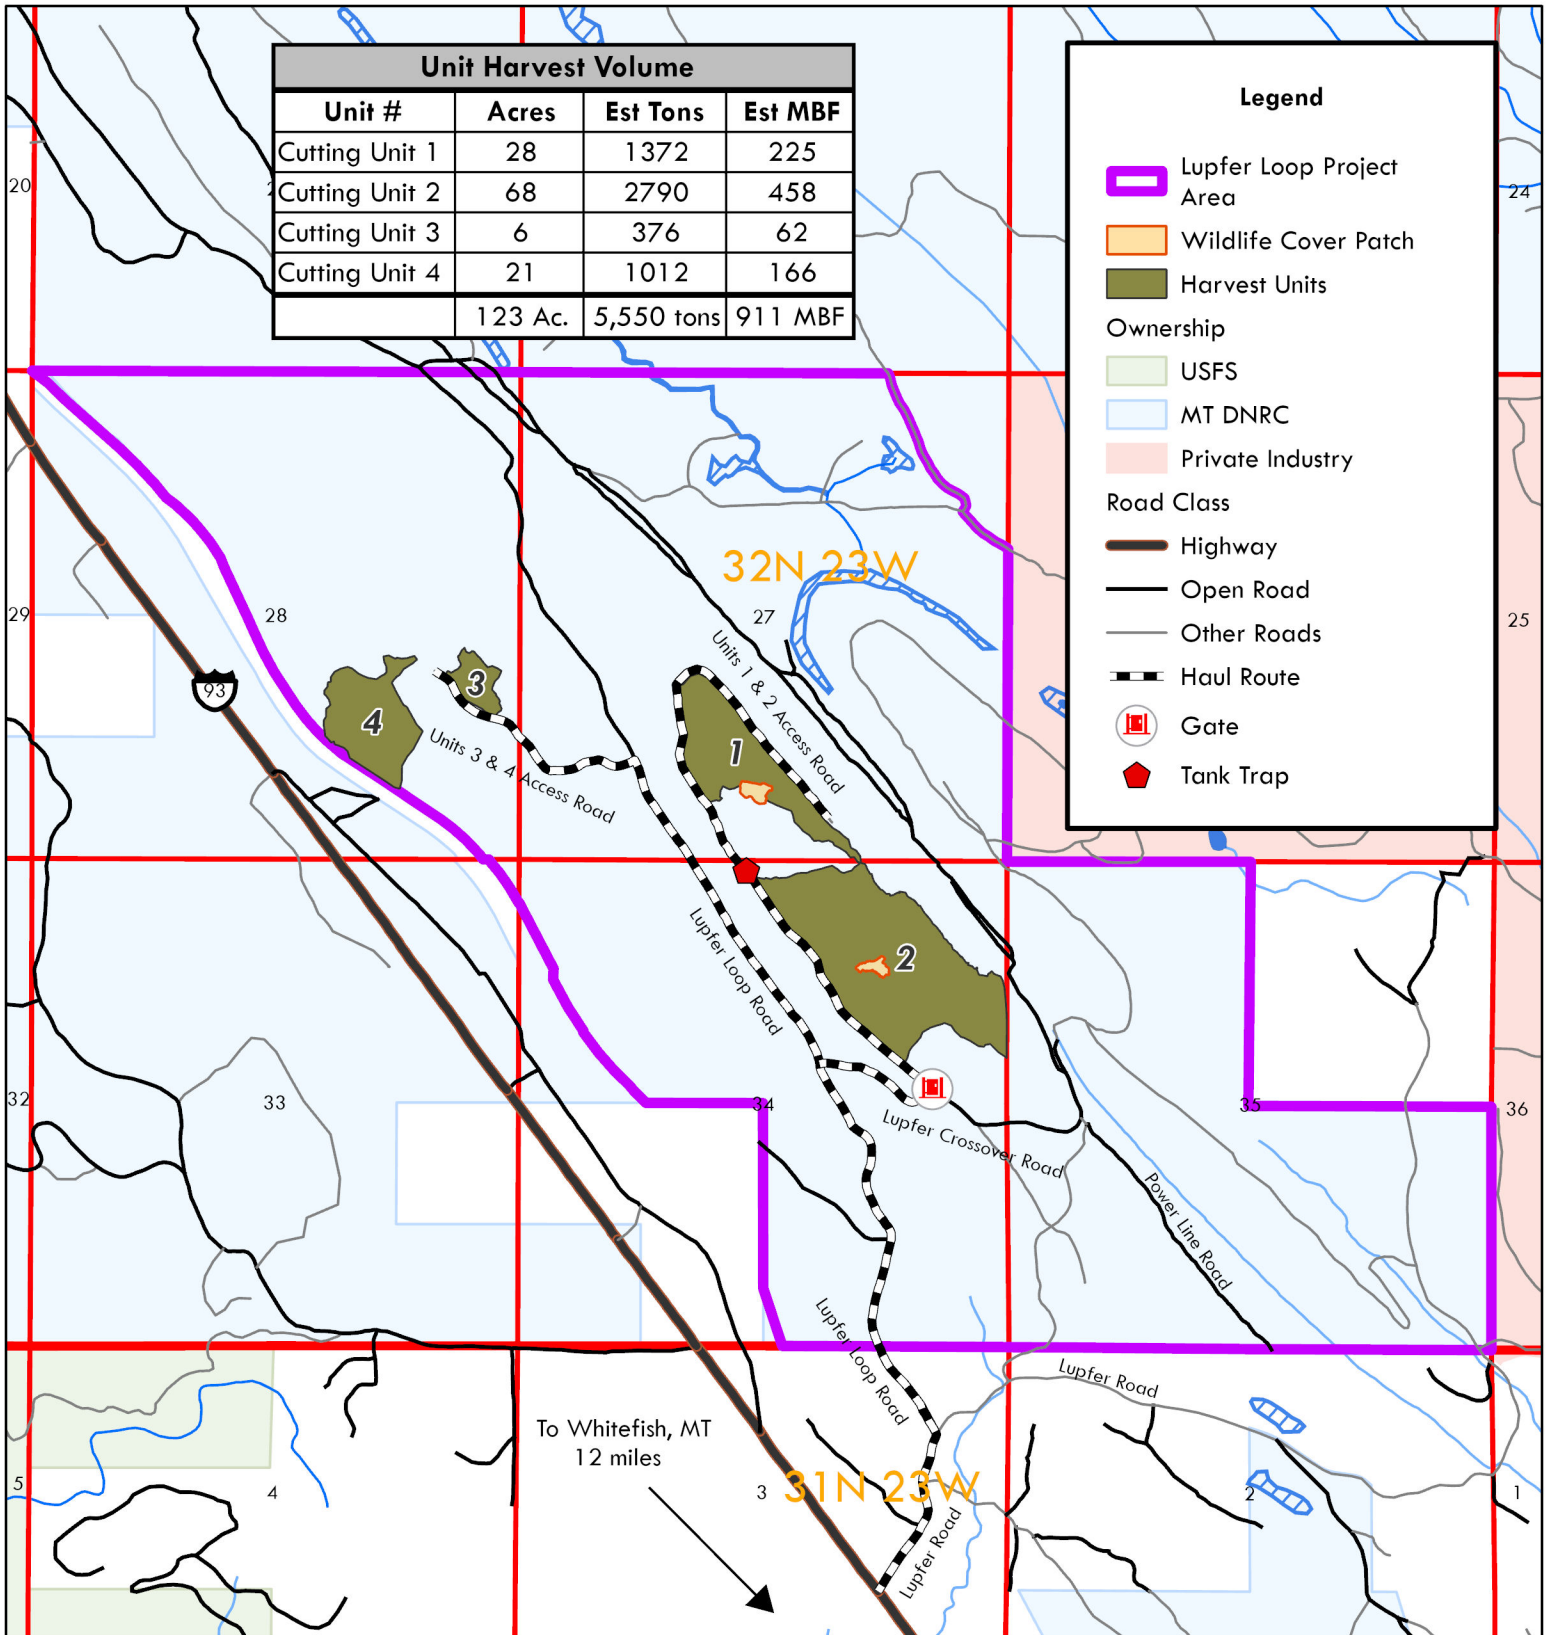 Unit Harvest Volume
Unit # Acres Est Tons Est MBF
Cutting Unit 1 28 1372 225
Cutting Unit 2 68 2790 458
Cutting Unit 3 6 376 62
Cutting Unit 4 21 1012 166
123 Ac. 5,550 tons 911 MBF
Legend
Lupfer Loop Project
Area
Wildlife Cover Patch
Harvest Units
Ownership
USFS
MT DNRC
Private Industry
Road Class
Highway
Open Road
Other Roads
Haul Route
Gate
Tank Trap
20
24
32N 23W
29
28
27
25
Units 1 & 2 Access Road
93
4
3
1
Units 3 & 4 Access Road
2
Lupfer Loop Road
32
33
34
35
36
Lupfer Crossover Road
Power Line Road
Lupfer Loop Road
Lupfer Road
To Whitefish, MT
12 miles
31N 23W
5
4
3
2
1
Lupfer Road